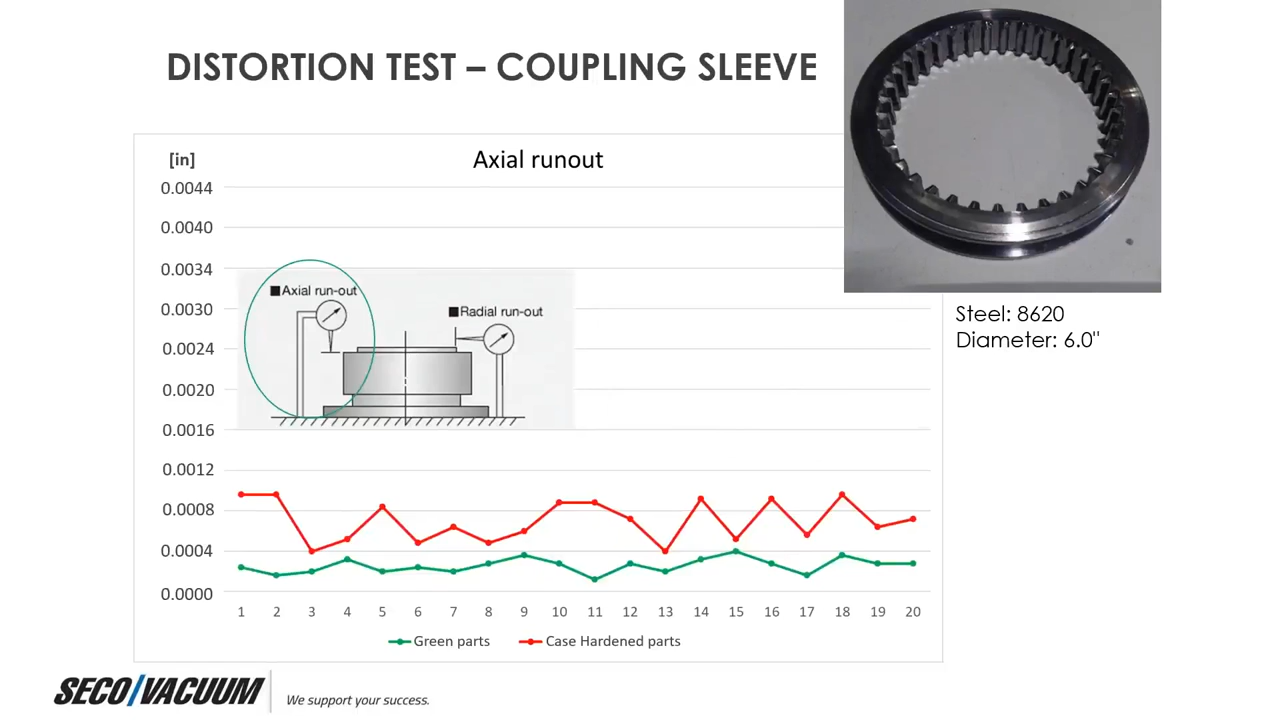 DISTORTION TEST – COUPLING SLEEVE
[in]
Axial runout
0.0044
0.0040
0.0034
0.0030
0.0024
0.0020
0.0016
0.0012
0.0008
0.0004
0.0000
■Axial run-out
■Radial run-out
1 2 3 4 5 6 7 8 9 10 11 12 13 14 15 16 17 18 19 20
Green parts Case Hardened parts
Steel: 8620
Diameter: 6.0"
SECO/VACUUM
We support your success.